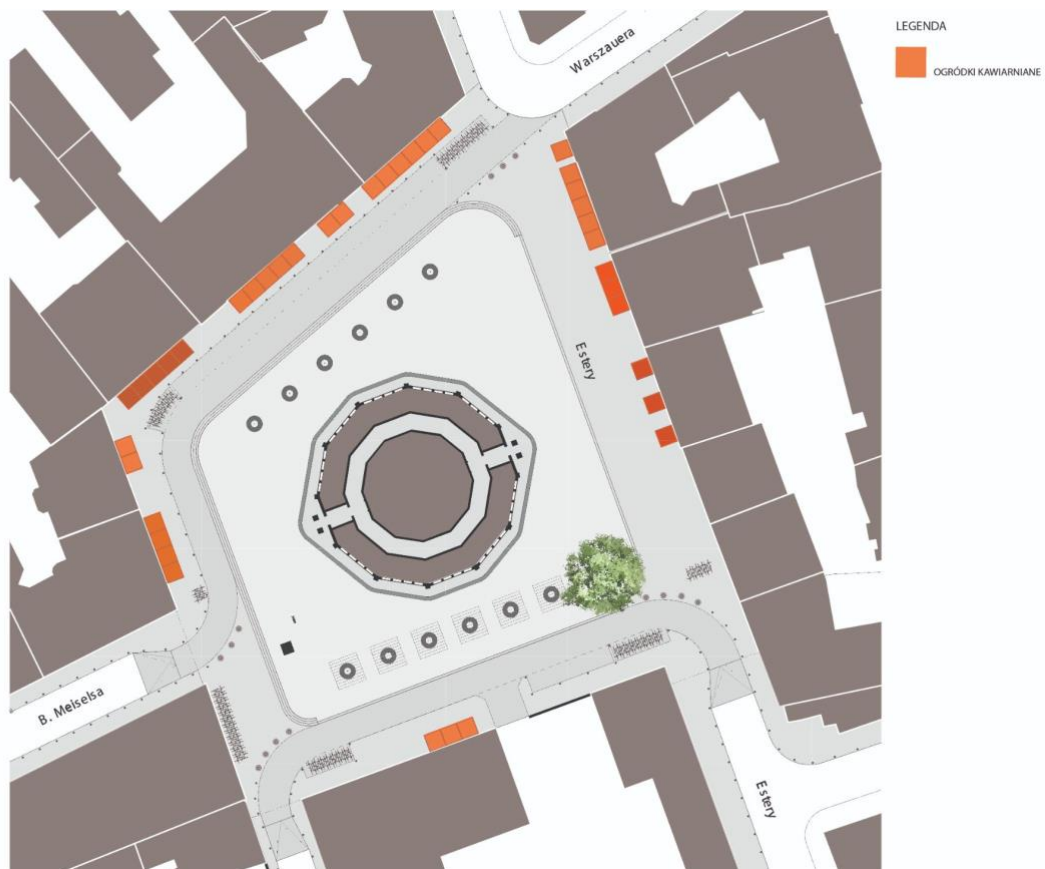 LEGENDA
OGRÓDKI KAWIARNIANE
Warszauera
Estery
B. Meiselsa
Estery